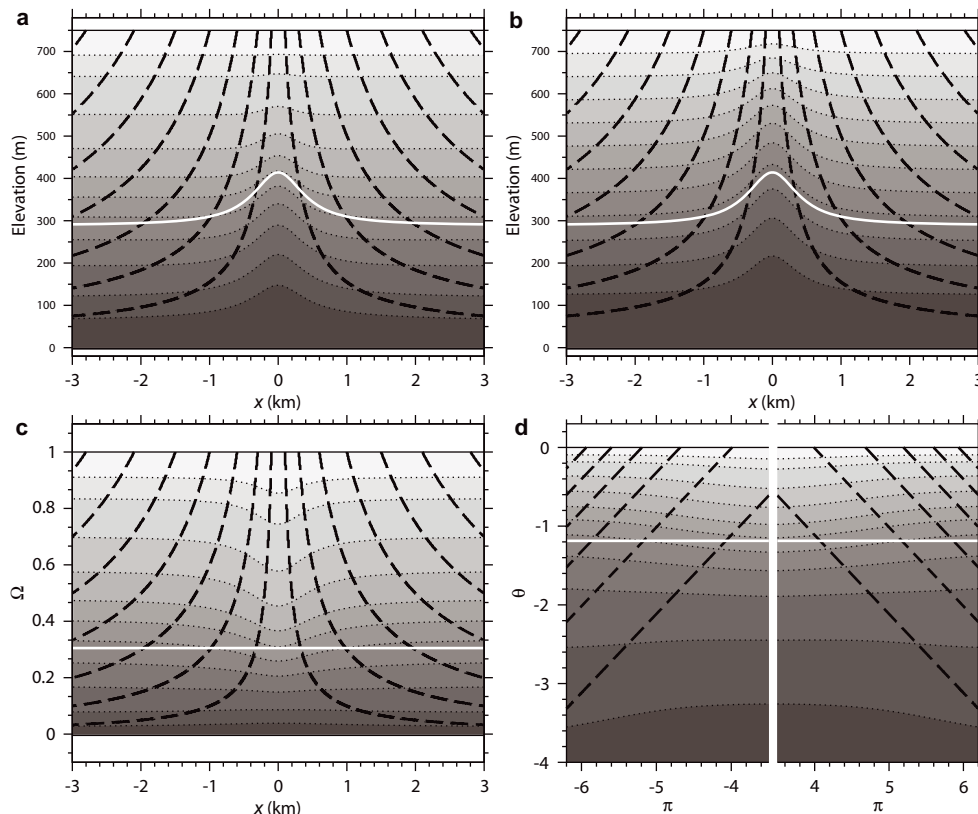 a
b
700
600
500
400
300
200
100
0
Elevation (m)
-3 -2 -1 0 1 2 3
x (km)
700
600
500
400
300
200
100
0
Elevation (m)
-3 -2 -1 0 1 2 3
x (km)
c
d
1
0.8
0.6
0.4
0.2
0
Ω
-3 -2 -1 0 1 2 3
x (km)
0
-1
-2
-3
-4
θ
-6 -5 -4 4 5 6
π π